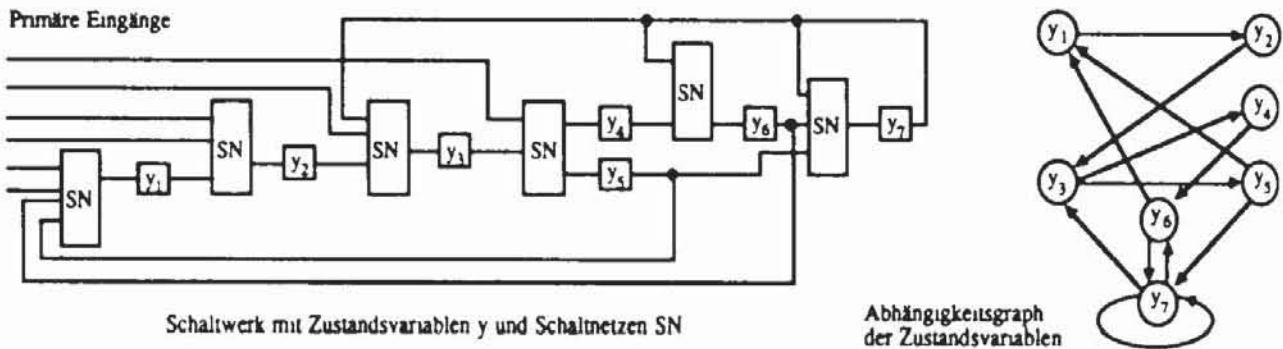 Primäre Eingänge
SN
y1
SN
y2
SN
y3
SN
y4
y5
SN
y6
SN
y7
Schaltwerk mit Zustandsvariablen y und Schaltnetzen SN
y1
y2
y4
y3
y5
y6
y7
Abhängigkeitsgraph
der Zustandsvariablen